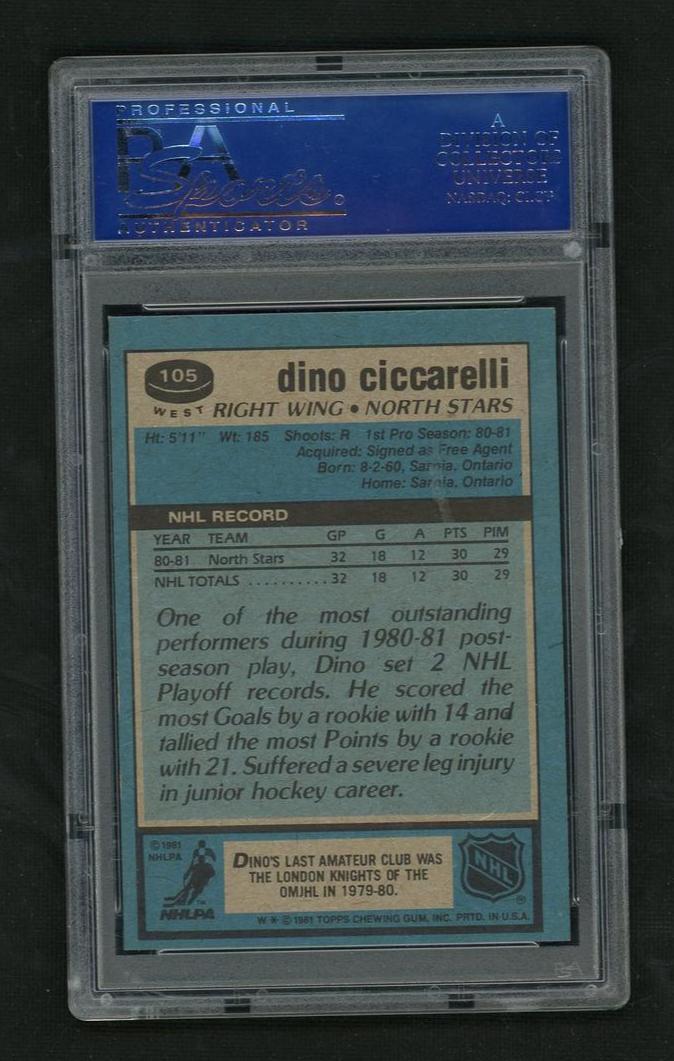 PROFESSIONAL
PSA
Sports
AUTHENTICATOR
A
DIVISION OF
COLLECTORS
UNIVERSE
NASDAQ: CLCT
105
WEST
dino ciccarelli
RIGHT WING • NORTH STARS
Ht: 5'11" Wt: 185 Shoots: R 1st Pro Season: 80-81
Acquired: Signed as Free Agent
Born: 8-2-60, Sarnia, Ontario
Home: Sarnia, Ontario
NHL RECORD
YEAR TEAM GP G A PTS PIM
80-81 North Stars 32 18 12 30 29
NHL TOTALS .......... 32 18 12 30 29
One of the most outstanding
performers during 1980-81 post-
season play, Dino set 2 NHL
Playoff records. He scored the
most Goals by a rookie with 14 and
tallied the most Points by a rookie
with 21. Suffered a severe leg injury
in junior hockey career.
© 1981
NHLPA
NHLPA
TM
DINO'S LAST AMATEUR CLUB WAS
THE LONDON KNIGHTS OF THE
OMJHL IN 1979-80.
NHL
®
W * © 1981 TOPPS CHEWING GUM, INC. PRTD. IN U.S.A.
PSA